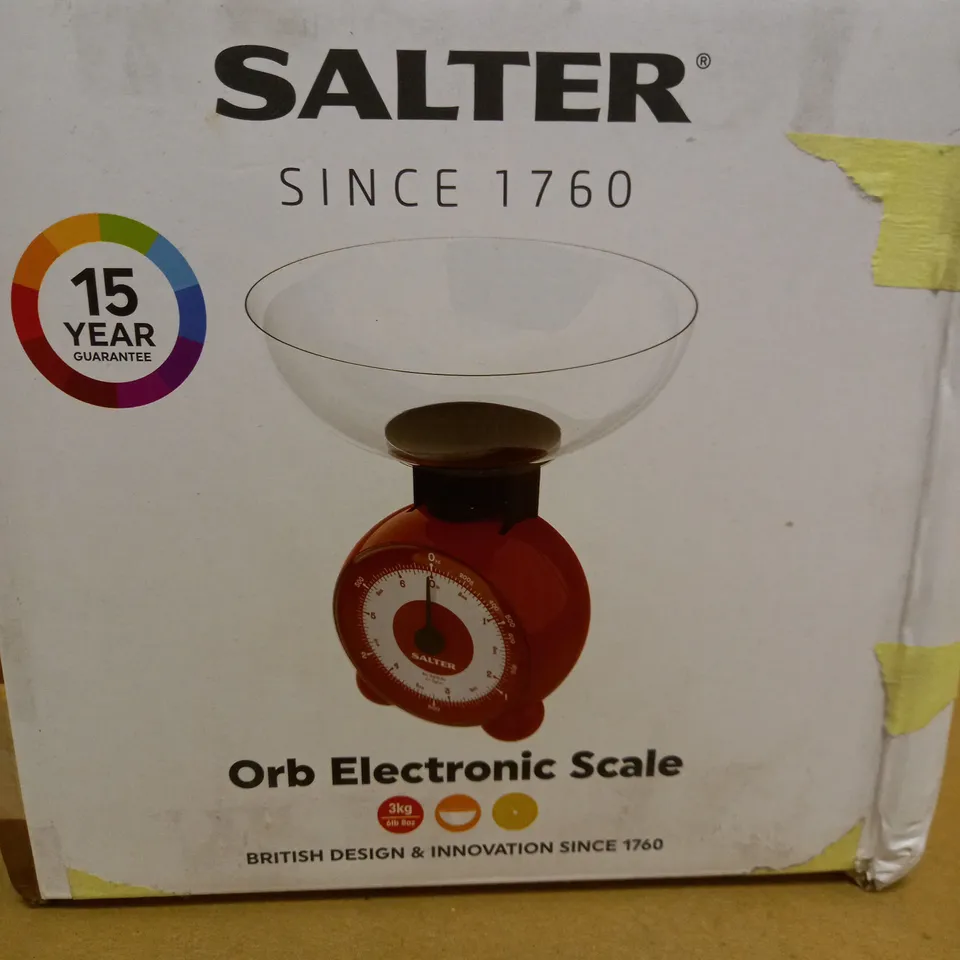 SALTER®
SINCE 1760
15
YEAR
GUARANTEE
SALTER
Orb Electronic Scale
3kg
6lb 8oz
BRITISH DESIGN & INNOVATION SINCE 1760